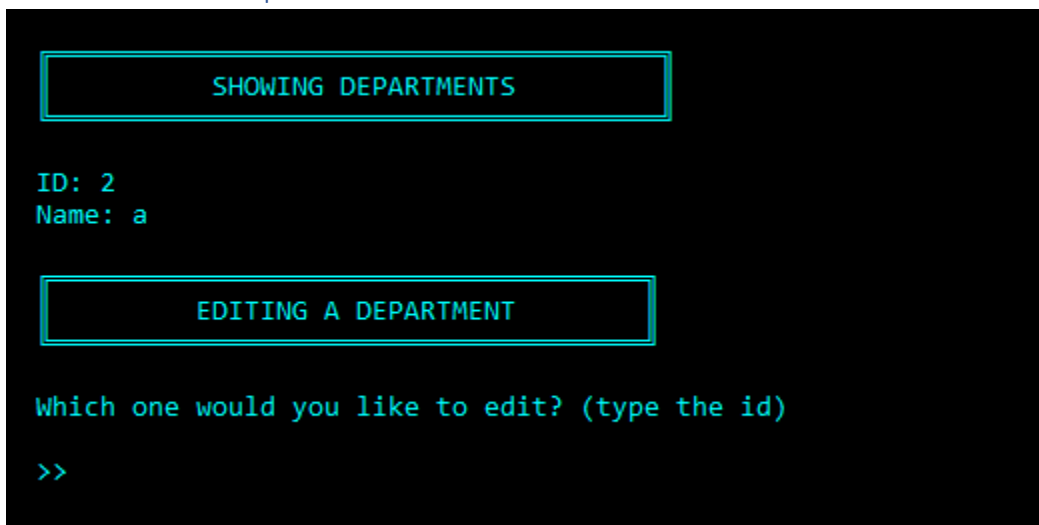 SHOWING DEPARTMENTS
ID: 2
Name: a
EDITING A DEPARTMENT
Which one would you like to edit? (type the id)
>>